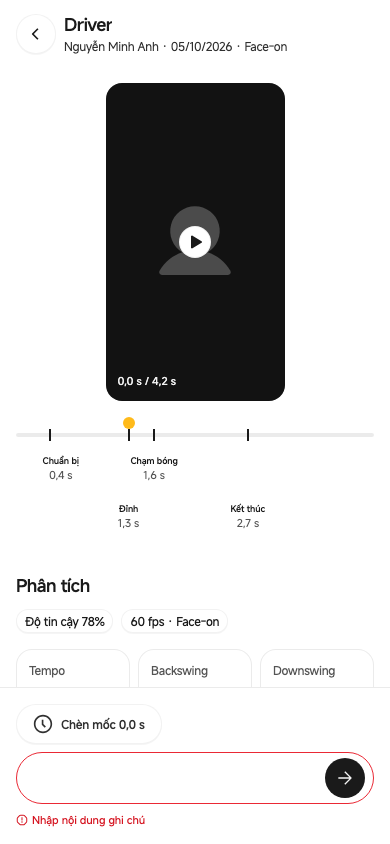 Driver
Nguyễn Minh Anh · 05/10/2026 · Face-on
0,0 s / 4,2 s
Chuẩn bị
0,4 s
Chạm bóng
1,6 s
Đỉnh
1,3 s
Kết thúc
2,7 s
Phân tích
Độ tin cậy 78%
60 fps · Face-on
Tempo
Backswing
Downswing
Chèn mốc 0,0 s
Nhập nội dung ghi chú